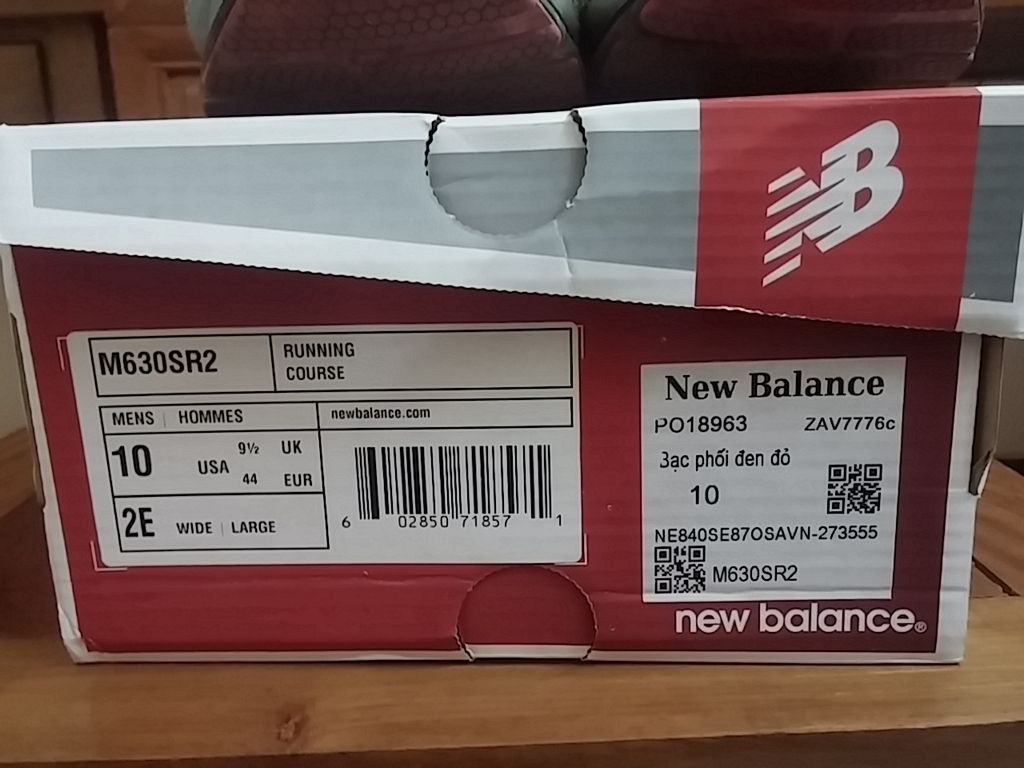 NB
M630SR2
RUNNING
COURSE
MENS | HOMMES
newbalance.com
10 USA 9½ UK
44 EUR
2E WIDE | LARGE
6 02850 71857 1
New Balance
PO18963 ZAV7776c
Bạc phối đen đỏ
10
NE840SE87OSAVN-273555
M630SR2
new balance®